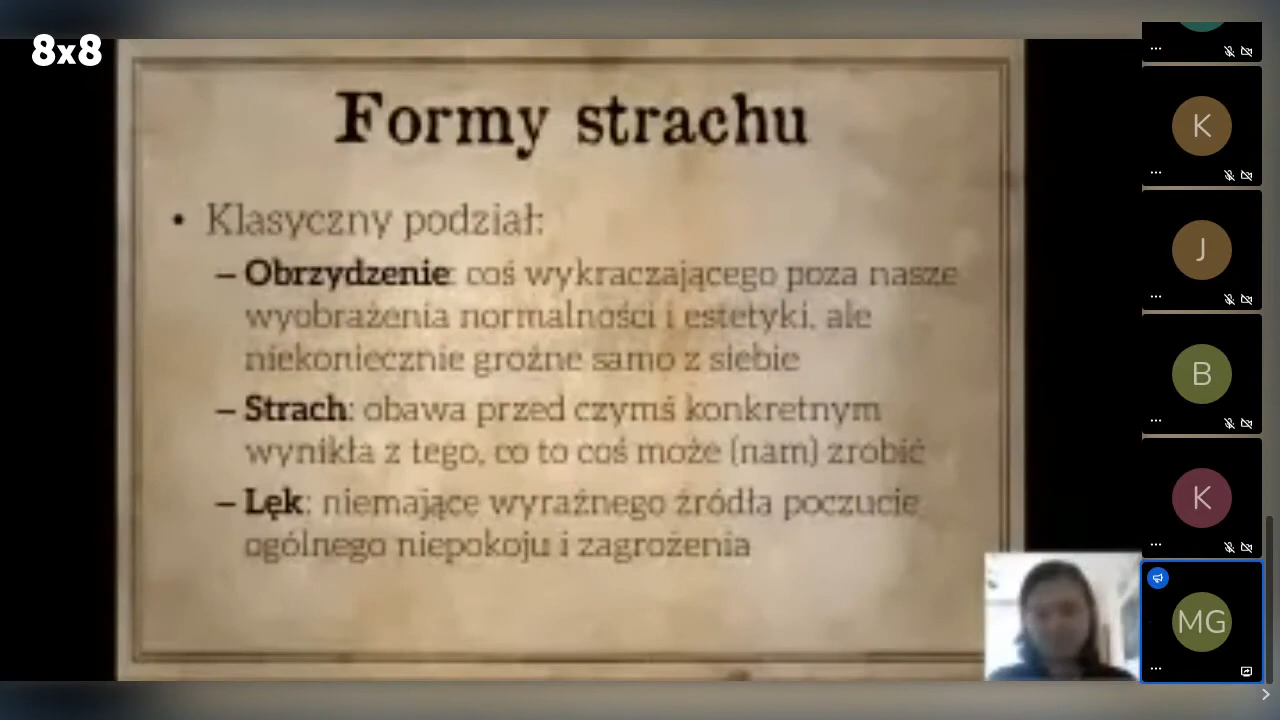 8x8
Formy strachu
• Klasyczny podział:
– Obrzydzenie: coś wykraczającego poza nasze
wyobrażenia normalności i estetyki, ale
niekoniecznie groźne samo z siebie
– Strach: obawa przed czymś konkretnym
wynikła z tego, co to coś może (nam) zrobić
– Lęk: niemające wyraźnego źródła poczucie
ogólnego niepokoju i zagrożenia
K
J
B
K
MG